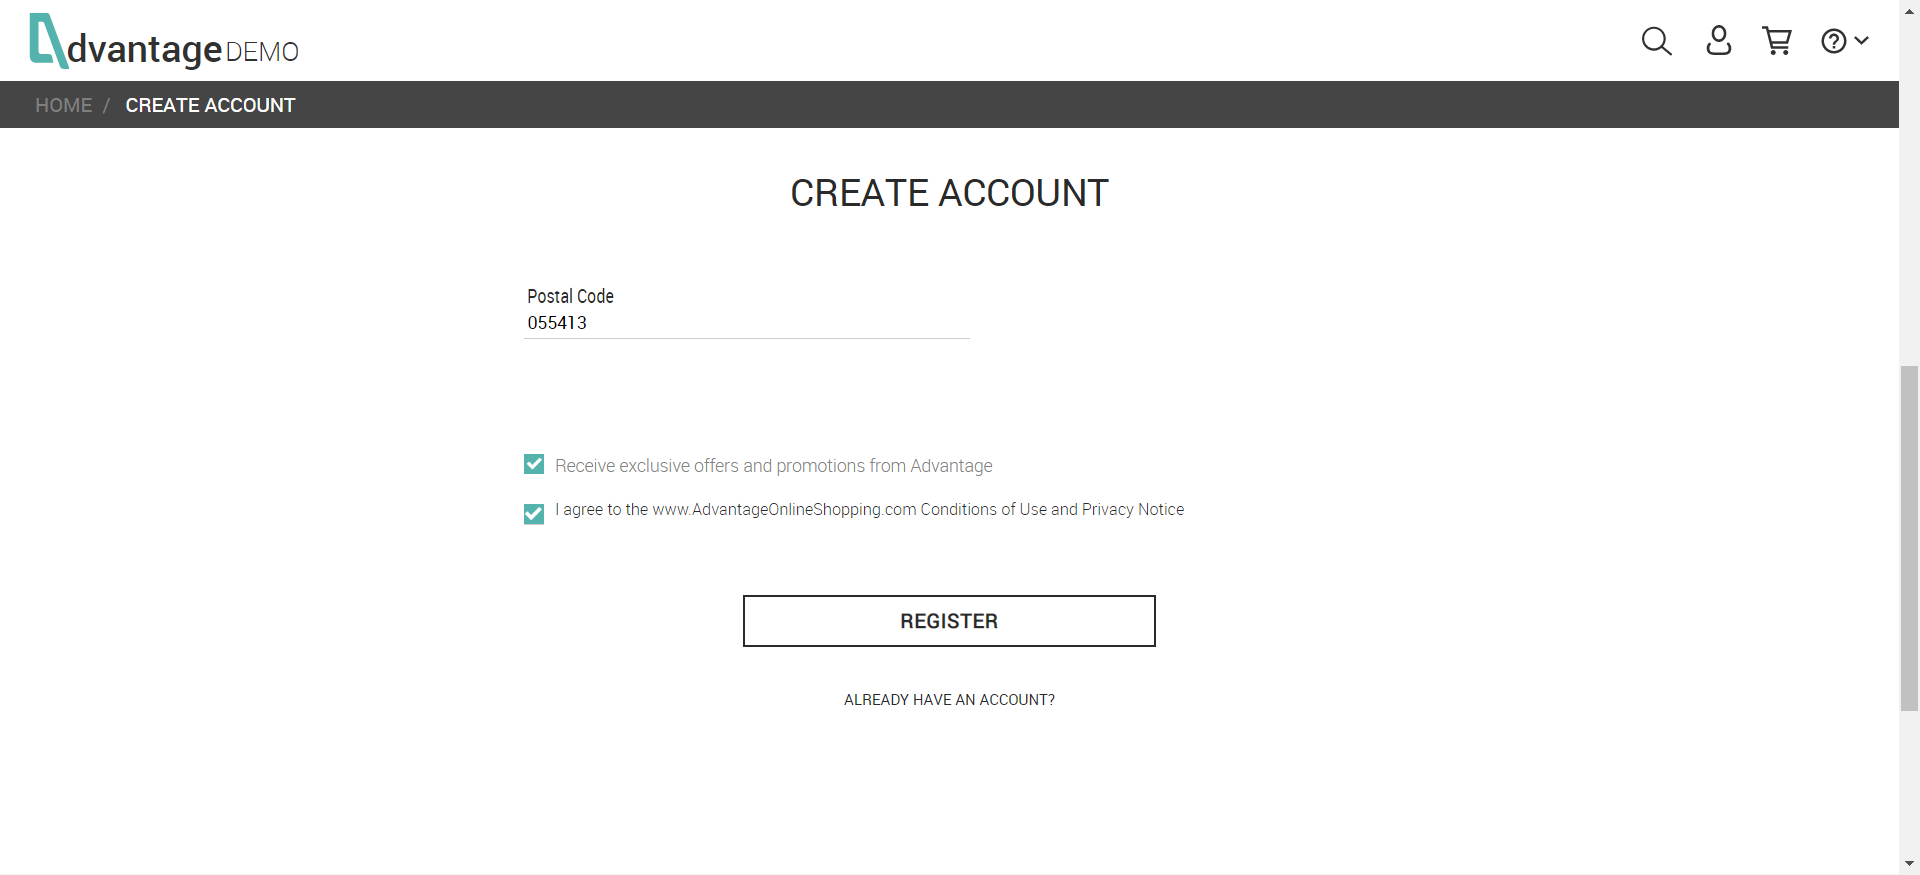 dvantage DEMO
HOME / CREATE ACCOUNT
CREATE ACCOUNT
Postal Code
055413
Receive exclusive offers and promotions from Advantage
I agree to the www.AdvantageOnlineShopping.com Conditions of Use and Privacy Notice
REGISTER
ALREADY HAVE AN ACCOUNT?